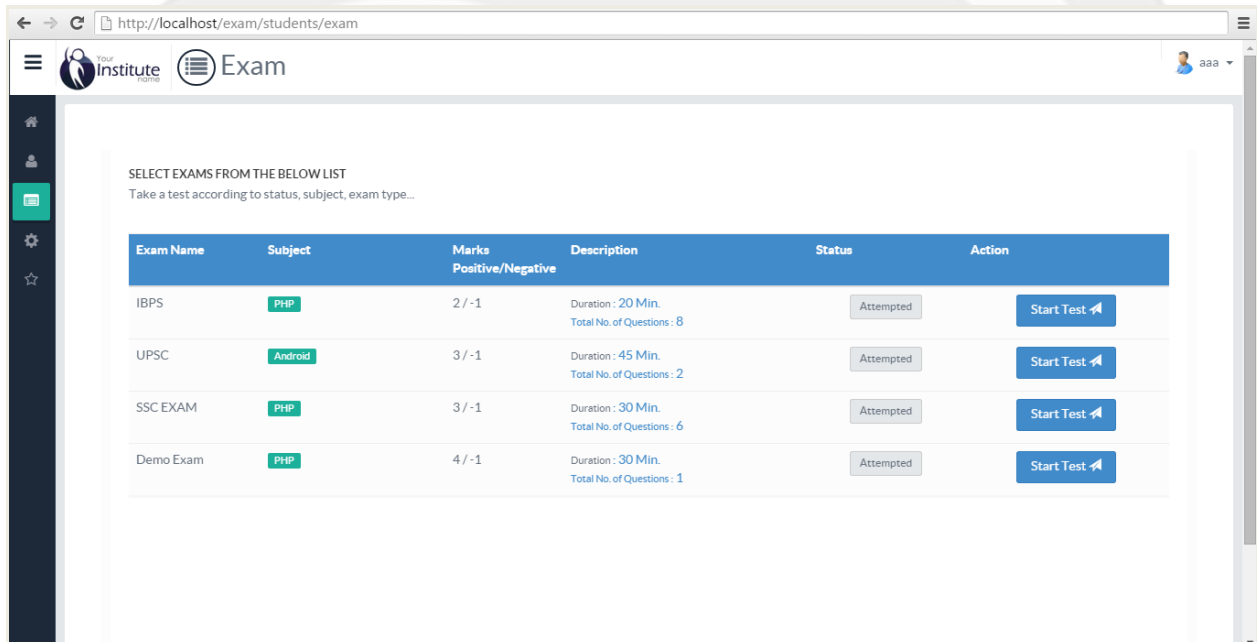 http://localhost/exam/students/exam
Your
Institute
name
Exam
aaa
SELECT EXAMS FROM THE BELOW LIST
Take a test according to status, subject, exam type...
Exam Name Subject Marks Positive/Negative Description Status Action
IBPS PHP 2 / -1 Duration : 20 Min. Attempted Start Test
Total No. of Questions : 8
UPSC Android 3 / -1 Duration : 45 Min. Attempted Start Test
Total No. of Questions : 2
SSC EXAM PHP 3 / -1 Duration : 30 Min. Attempted Start Test
Total No. of Questions : 6
Demo Exam PHP 4 / -1 Duration : 30 Min. Attempted Start Test
Total No. of Questions : 1